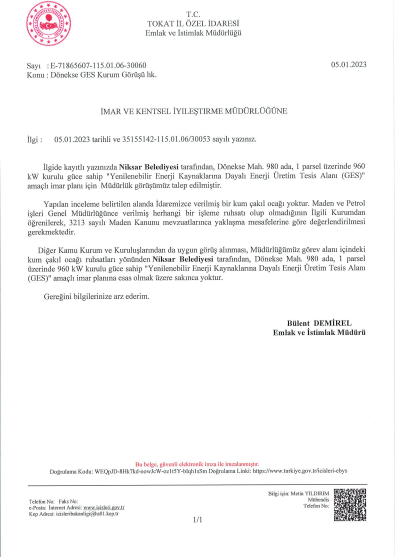 T.C.
TOKAT İL ÖZEL İDARESİ
Emlak ve İstimlak Müdürlüğü
Sayı : E-71865607-115.01.06-30060
05.01.2023
Konu : Dönekse GES Kurum Görüşü hk.
İMAR VE KENTSEL İYİLEŞTİRME MÜDÜRLÜĞÜNE
İlgi : 05.01.2023 tarihli ve 35155142-115.01.06/30053 sayılı yazınız.
İlgide kayıtlı yazınızda Niksar Belediyesi tarafından, Dönekse Mah. 980 ada, 1 parsel üzerinde 960
kW kurulu güce sahip "Yenilenebilir Enerji Kaynaklarına Dayalı Enerji Üretim Tesis Alanı (GES)"
amaçlı imar planı için Müdürlük görüşümüz talep edilmiştir.
Yapılan inceleme belirtilen alanda İdaremizce verilmiş bir kum çakıl ocağı yoktur. Maden ve Petrol
işleri Genel Müdürlüğünce verilmiş herhangi bir işleme ruhsatı olup olmadığının İlgili Kurumdan
öğrenilerek, 3213 sayılı Maden Kanunu mevzuatlarınca yaklaşma mesafelerine göre değerlendirilmesi
gerekmektedir.
Diğer Kamu Kurum ve Kuruluşlarından da uygun görüş alınması, Müdürlüğümüz görev alanı içindeki
kum çakıl ocağı ruhsatları yönünden Niksar Belediyesi tarafından, Dönekse Mah. 980 ada, 1 parsel
üzerinde 960 kW kurulu güce sahip "Yenilenebilir Enerji Kaynaklarına Dayalı Enerji Üretim Tesis Alanı
(GES)" amaçlı imar planına esas olmak üzere sakınca yoktur.
Gereğini bilgilerinize arz ederim.
Bülent DEMİREL
Emlak ve İstimlak Müdürü
Bu belge, güvenli elektronik imza ile imzalanmıştır.
Doğrulama Kodu: Doğrulama Linki: https://www.turkiye.gov.tr/icisleri-ebys
Bilgi için: Metin YILDIRIM
Mühendis
Telefon No:
Telefon No: Faks No:
e-Posta: İnternet Adresi: www.icisleri.gov.tr
Kep Adresi: icisleribakanligi@hs01.kep.tr
1/1